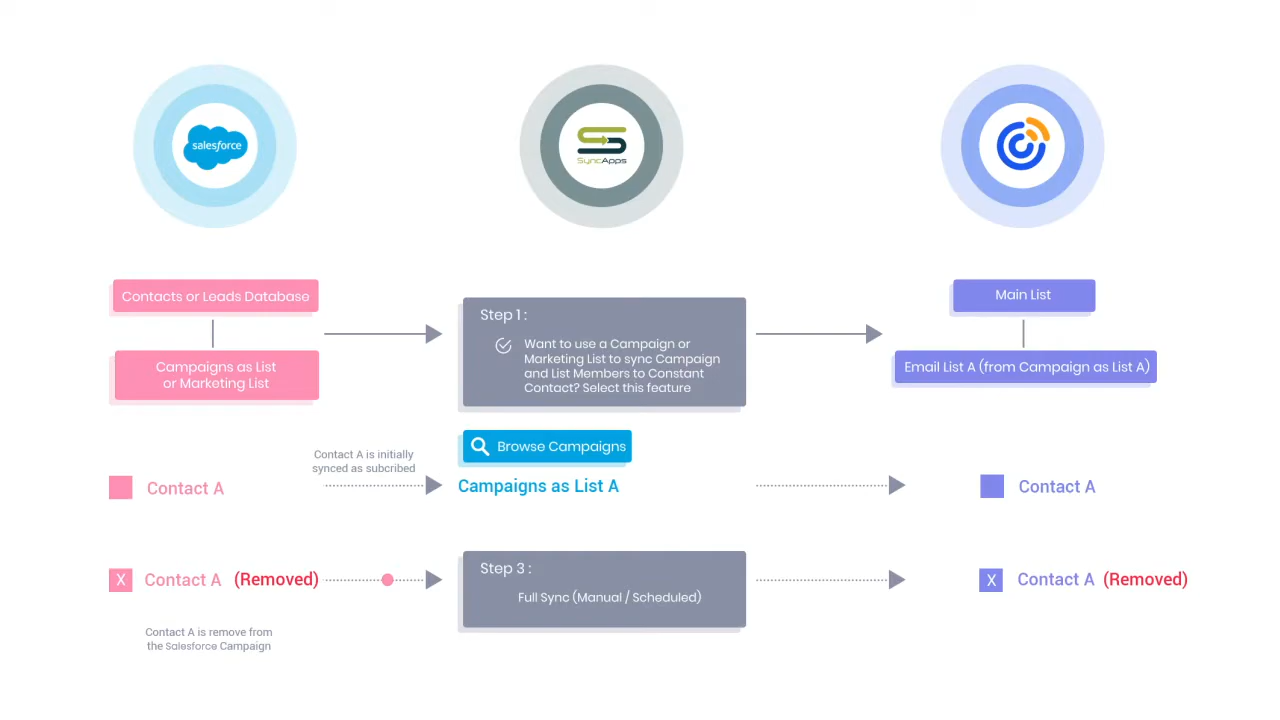 salesforce
SyncApps
Contacts or Leads Database
Campaigns as List
or Marketing List
Step 1 :
Want to use a Campaign or
Marketing List to sync Campaign
and List Members to Constant
Contact? Select this feature
Main List
Email List A (from Campaign as List A)
Browse Campaigns
Contact A is initially
synced as subcribed
Contact A
Campaigns as List A
Contact A
X Contact A (Removed)
Step 3 :
Full Sync (Manual / Scheduled)
X Contact A (Removed)
Contact A is remove from
the Salesforce Campaign